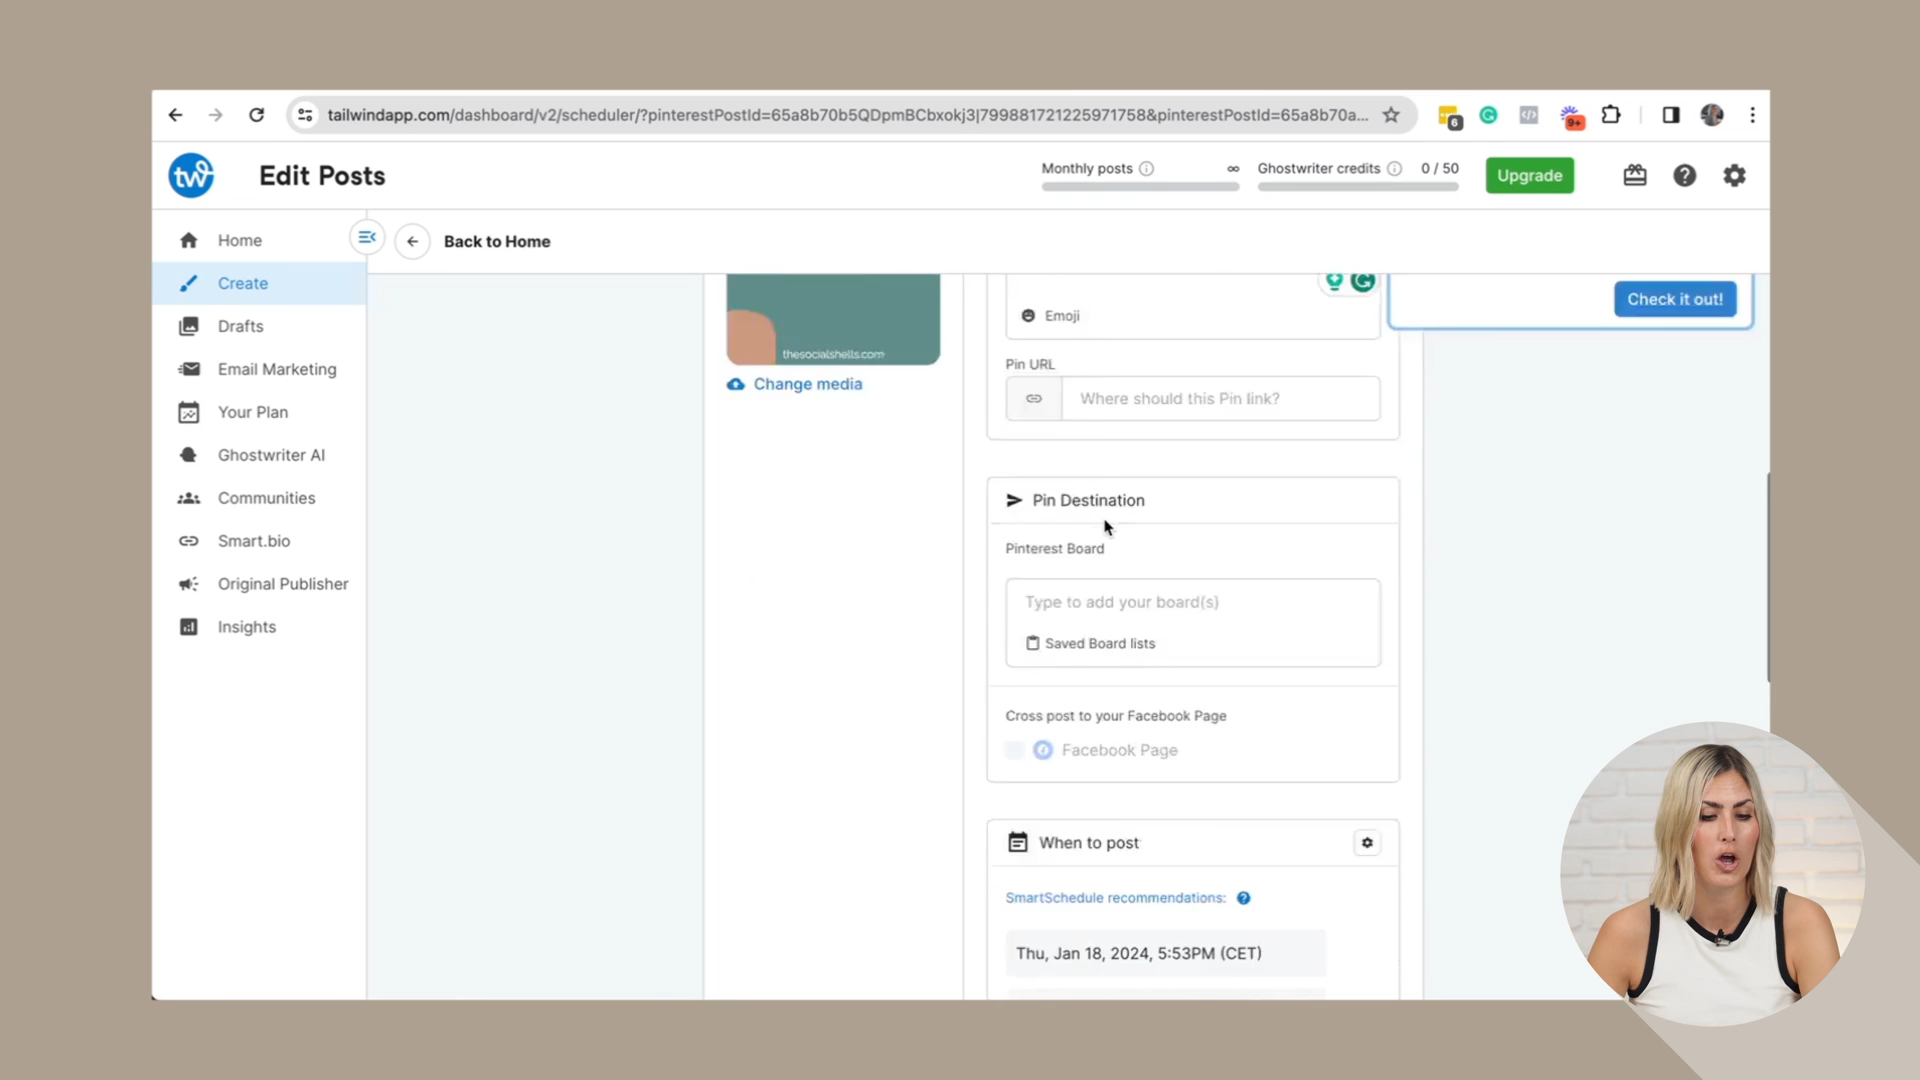 tailwindapp.com/dashboard/v2/scheduler/?pinterestPostId=65a8b70b5QDpmBCbxokj3|799881721225971758&pinterestPostId=65a8b70a...
6
9+
tw
Edit Posts
Monthly posts ∞
Ghostwriter credits 0 / 50
Upgrade
Home
Back to Home
Create
Drafts
Email Marketing
Your Plan
Ghostwriter AI
Communities
Smart.bio
Original Publisher
Insights
thesocialshells.com
Change media
Emoji
Check it out!
Pin URL
Where should this Pin link?
Pin Destination
Pinterest Board
Type to add your board(s)
Saved Board lists
Cross post to your Facebook Page
Facebook Page
When to post
SmartSchedule recommendations:
Thu, Jan 18, 2024, 5:53PM (CET)